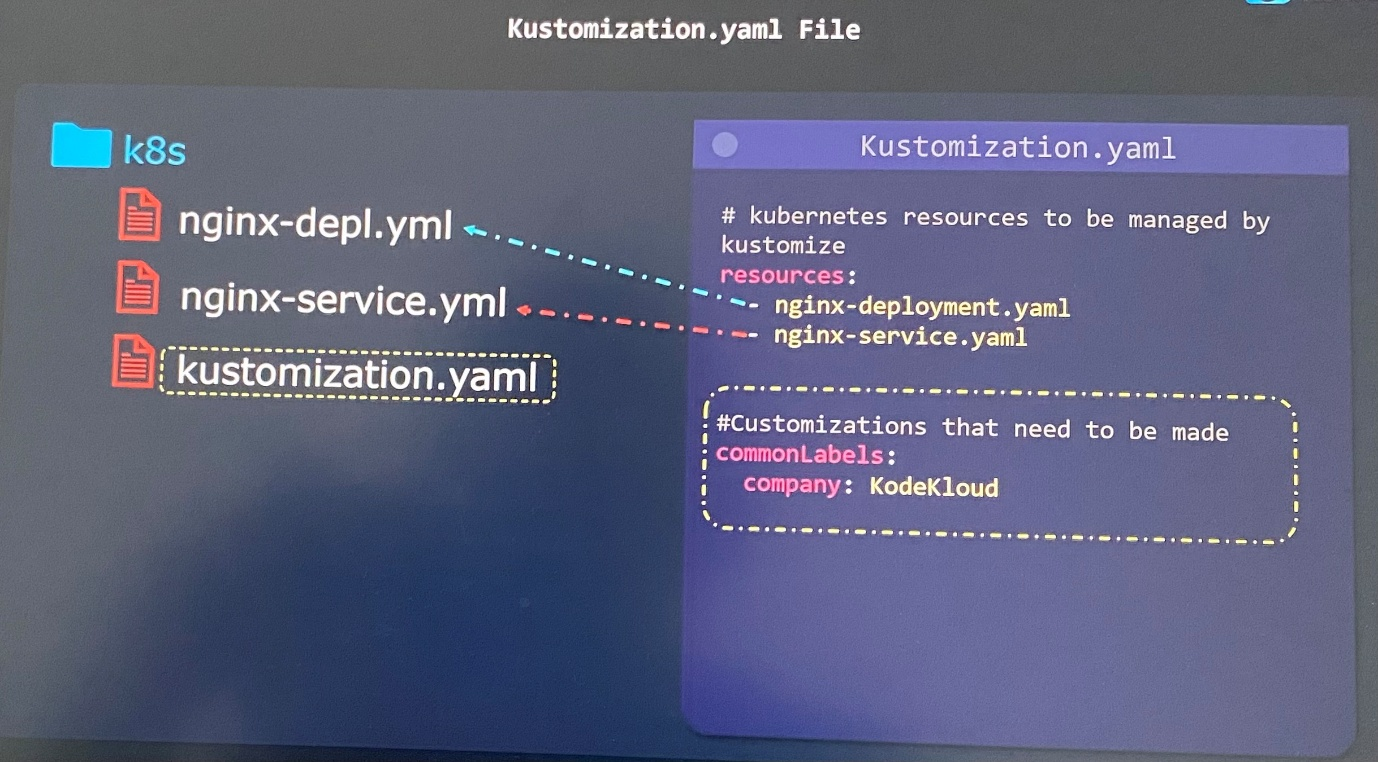 Kustomization.yaml File
k8s
nginx-depl.yml
nginx-service.yml
kustomization.yaml
Kustomization.yaml
# kubernetes resources to be managed by
kustomize
resources:
- nginx-deployment.yaml
- nginx-service.yaml
#Customizations that need to be made
commonLabels:
company: KodeKloud